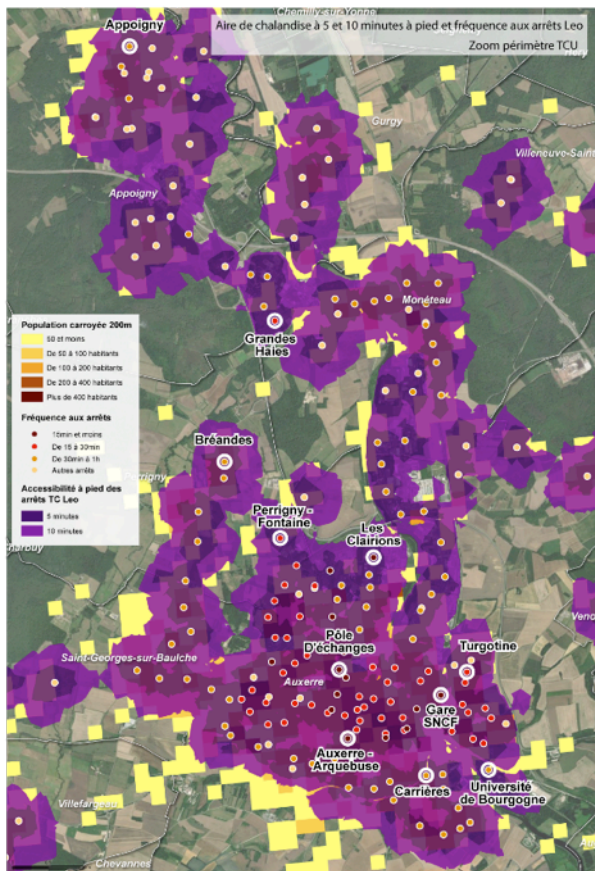 Chemilly-sur-Yonne
Aire de chalandise à 5 et 10 minutes à pied et fréquence aux arrêts Leo
Zoom périmètre TCU
Appoigny
Gurgy
Villeneuve-Saint
Appoigny
Monéteau
Grandes
Haies
Population carroyée 200m
50 et moins
De 50 à 100 habitants
De 100 à 200 habitants
De 200 à 400 habitants
Plus de 400 habitants
Fréquence aux arrêts
15min et moins
De 15 à 30min
De 30min à 1h
Autres arrêts
Accessibilité à pied des
arrêts TC Leo
5 minutes
10 minutes
Bréandes
Perrigny -
Fontaine
Les
Clairions
Pôle
D'échanges
Turgotine
Veno
Saint-Georges-sur-Baulche
Auxerre
Gare
SNCF
Auxerre -
Arquebuse
Carrières
Université
de Bourgogne
Villefargeau
Chevannes